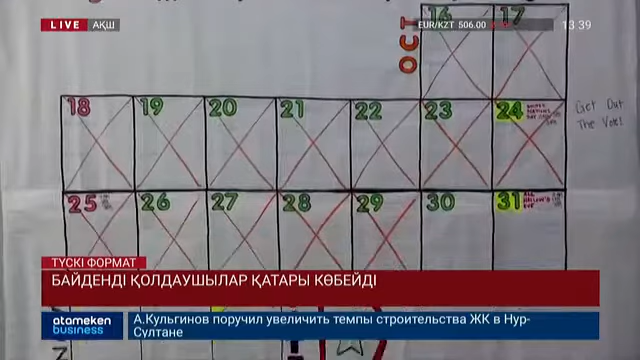 LIVE АҚШ
EUR/KZT 506.00
13 39
OCT
16 17
18 19 20 21 22 23 24
Get Out
The Vote!
25 26 27 28 29 30 31
ТҮСКІ ФОРМАТ
БАЙДЕНДІ ҚОЛДАУШЫЛАР ҚАТАРЫ КӨБЕЙДІ
atameken
business
А.Кульгинов поручил увеличить темпы строительства ЖК в Нур-
Султане